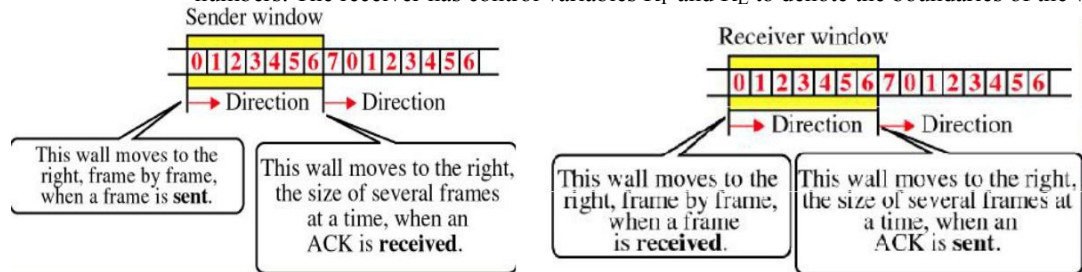 Sender window
0 1 2 3 4 5 6 7 0 1 2 3 4 5 6
Direction Direction
This wall moves to the
right, frame by frame,
when a frame is sent.
This wall moves to the right,
the size of several frames
at a time, when an
ACK is received.
Receiver window
0 1 2 3 4 5 6 7 0 1 2 3 4 5 6
Direction Direction
This wall moves to the
right, frame by frame,
when a frame
is received.
This wall moves to the right,
the size of several frames at
a time, when an
ACK is sent.